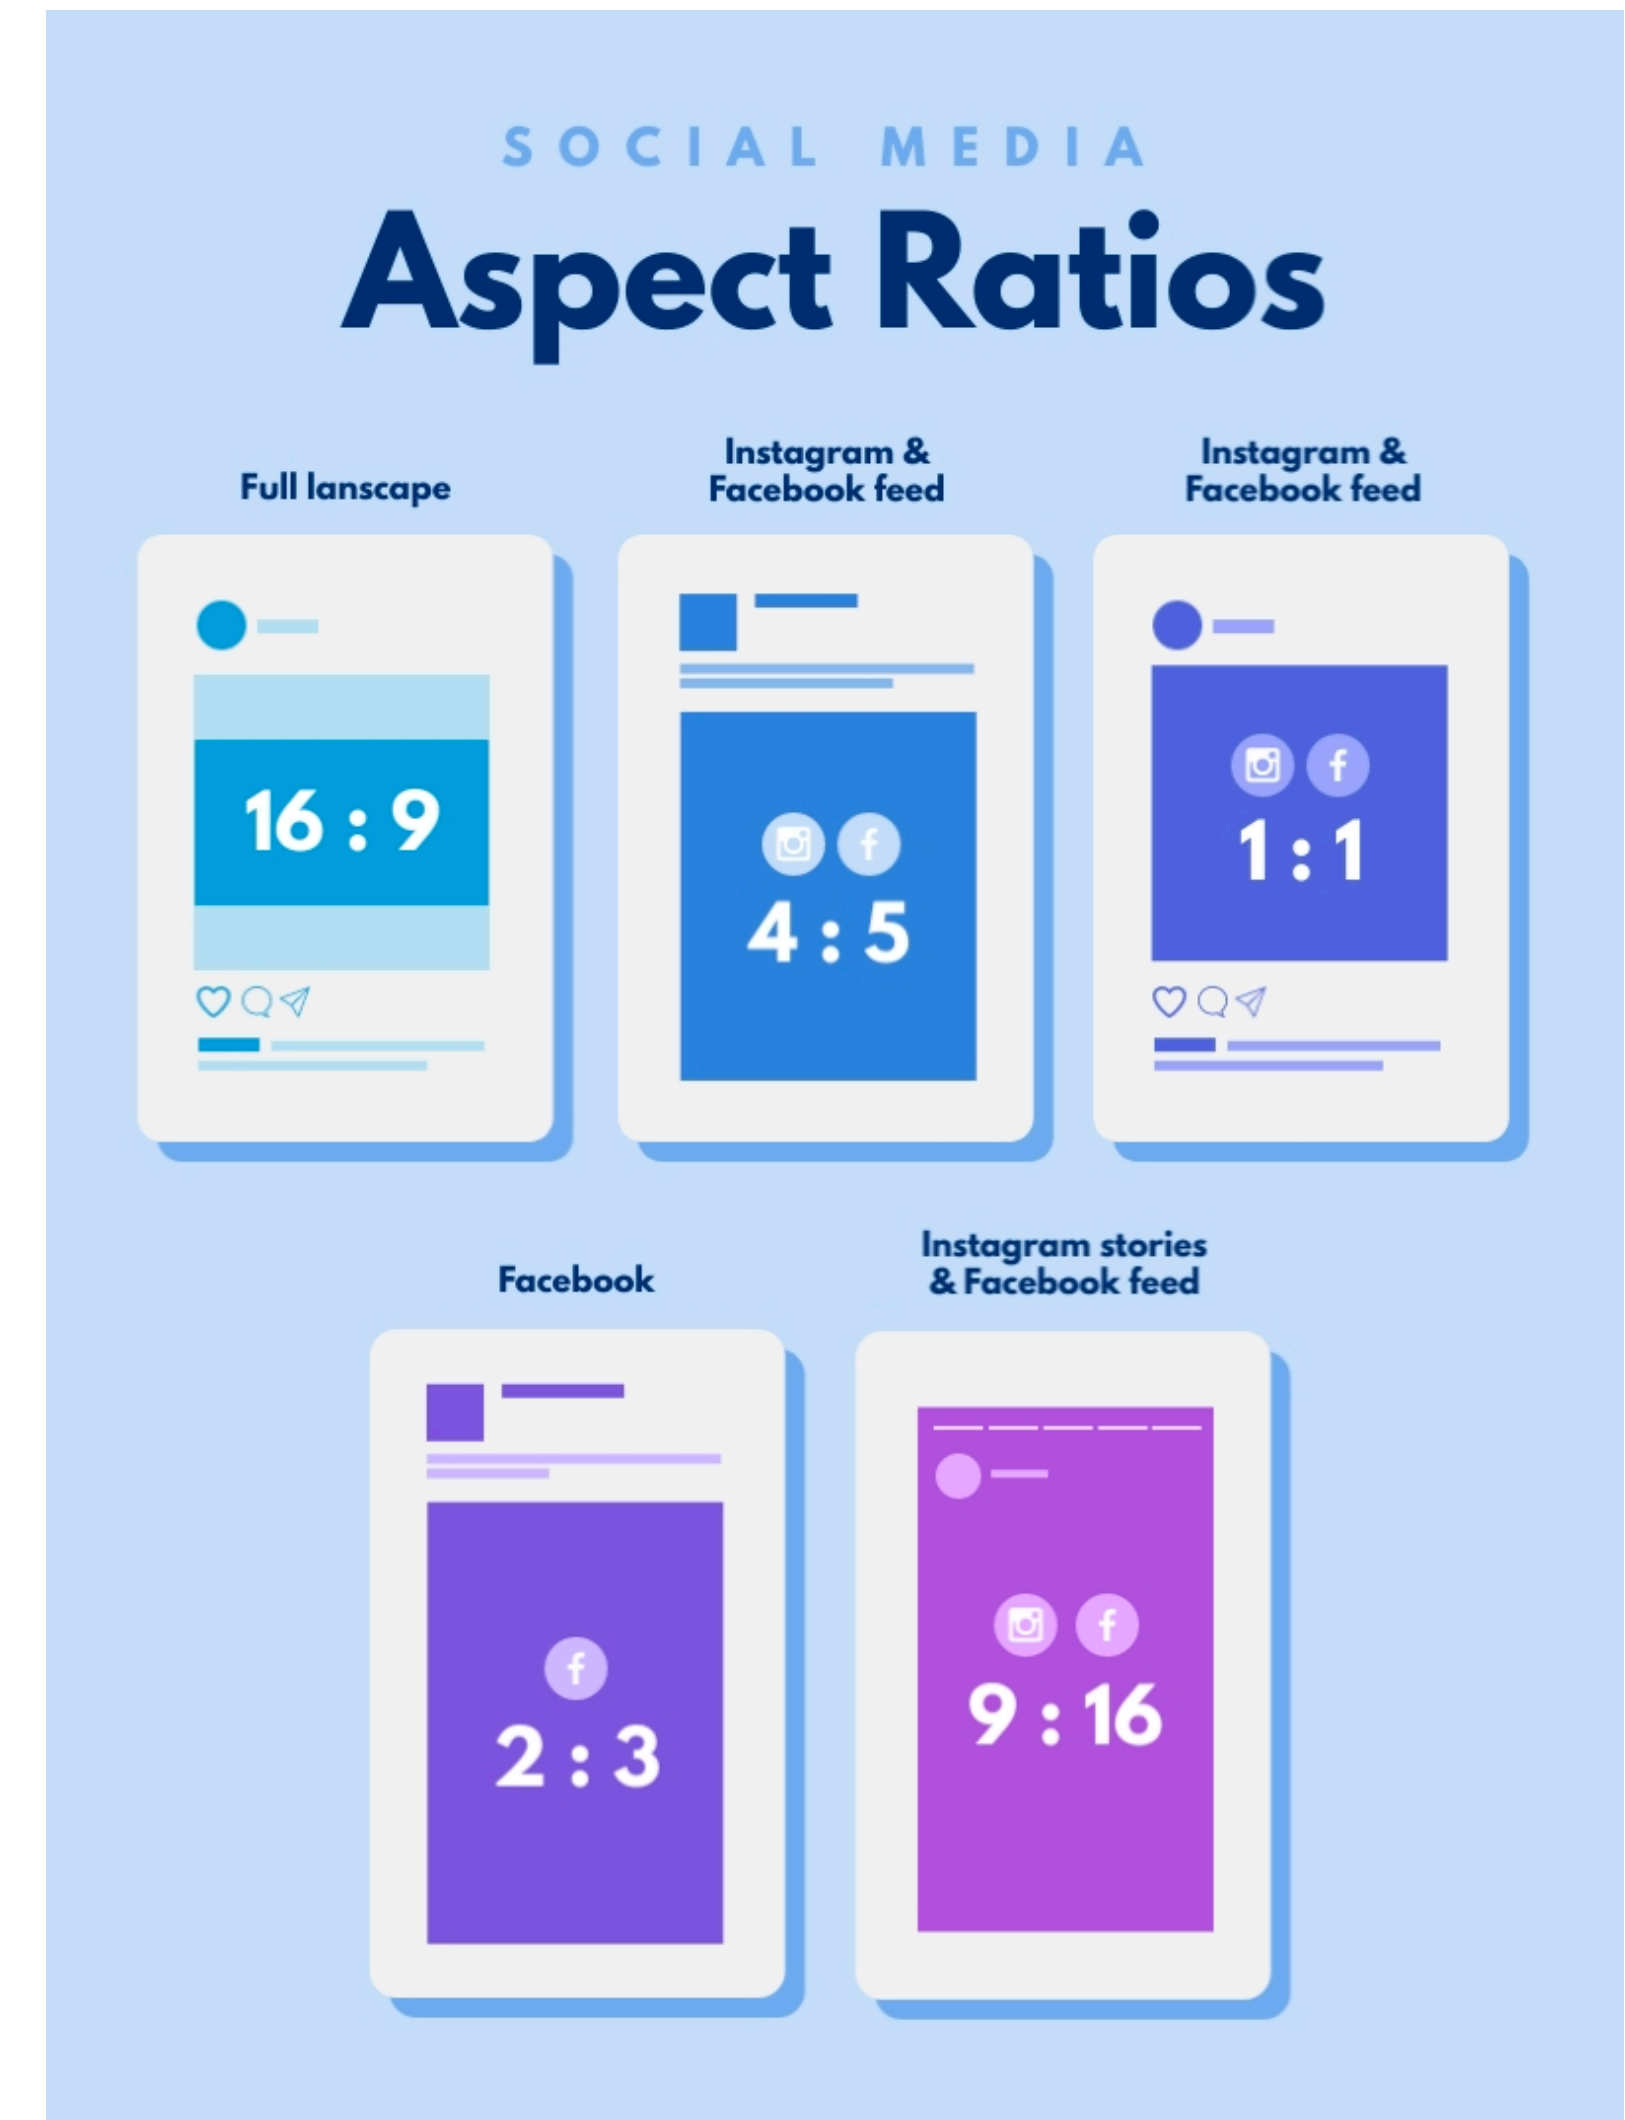 SOCIAL MEDIA
Aspect Ratios
Full lanscape
Instagram &
Facebook feed
Instagram &
Facebook feed
16 : 9
4 : 5
1 : 1
Facebook
Instagram stories
& Facebook feed
2 : 3
9 : 16